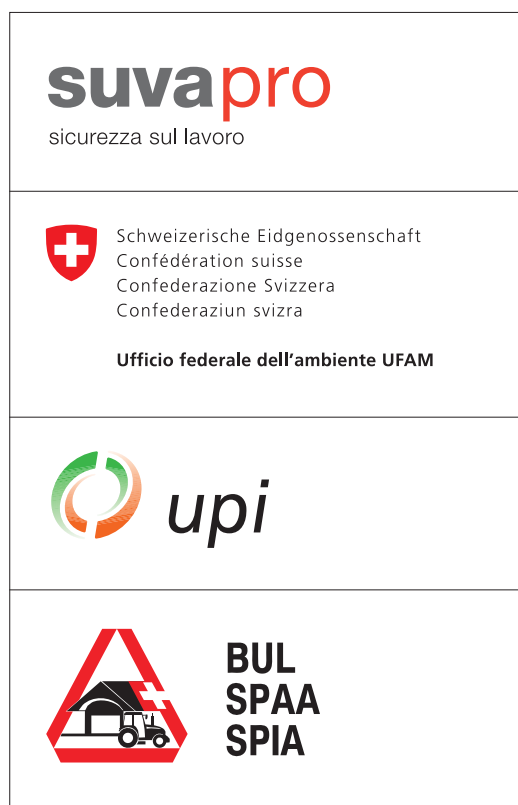 suvapro
sicurezza sul lavoro
Schweizerische Eidgenossenschaft
Confédération suisse
Confederazione Svizzera
Confederaziun svizra
Ufficio federale dell'ambiente UFAM
upi
BUL
SPAA
SPIA